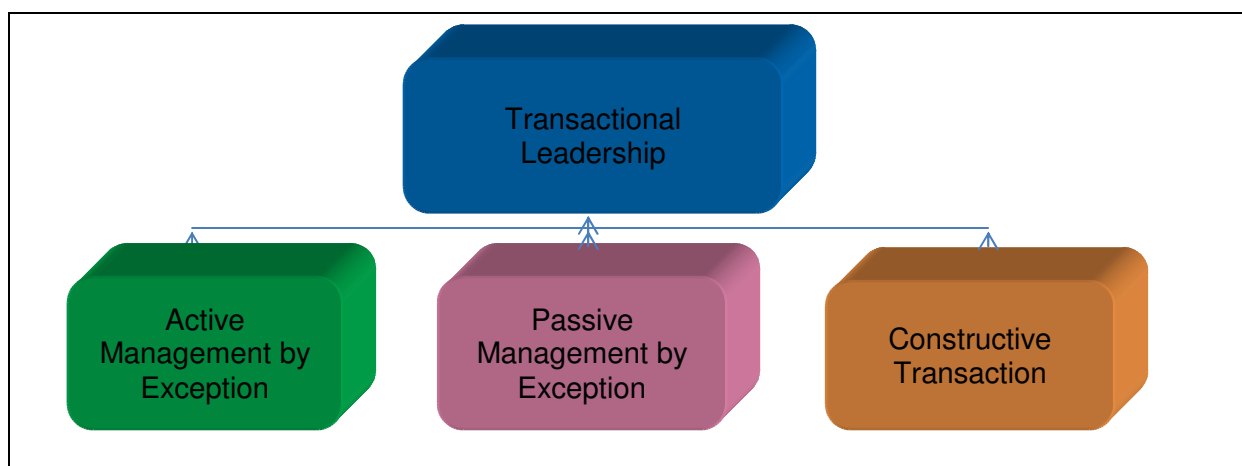 Transactional
Leadership
Active
Management by
Exception
Passive
Management by
Exception
Constructive
Transaction